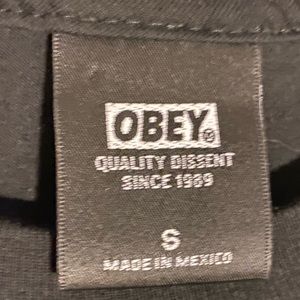 OBEY®
QUALITY DISSENT
SINCE 1989
S
MADE IN MEXICO